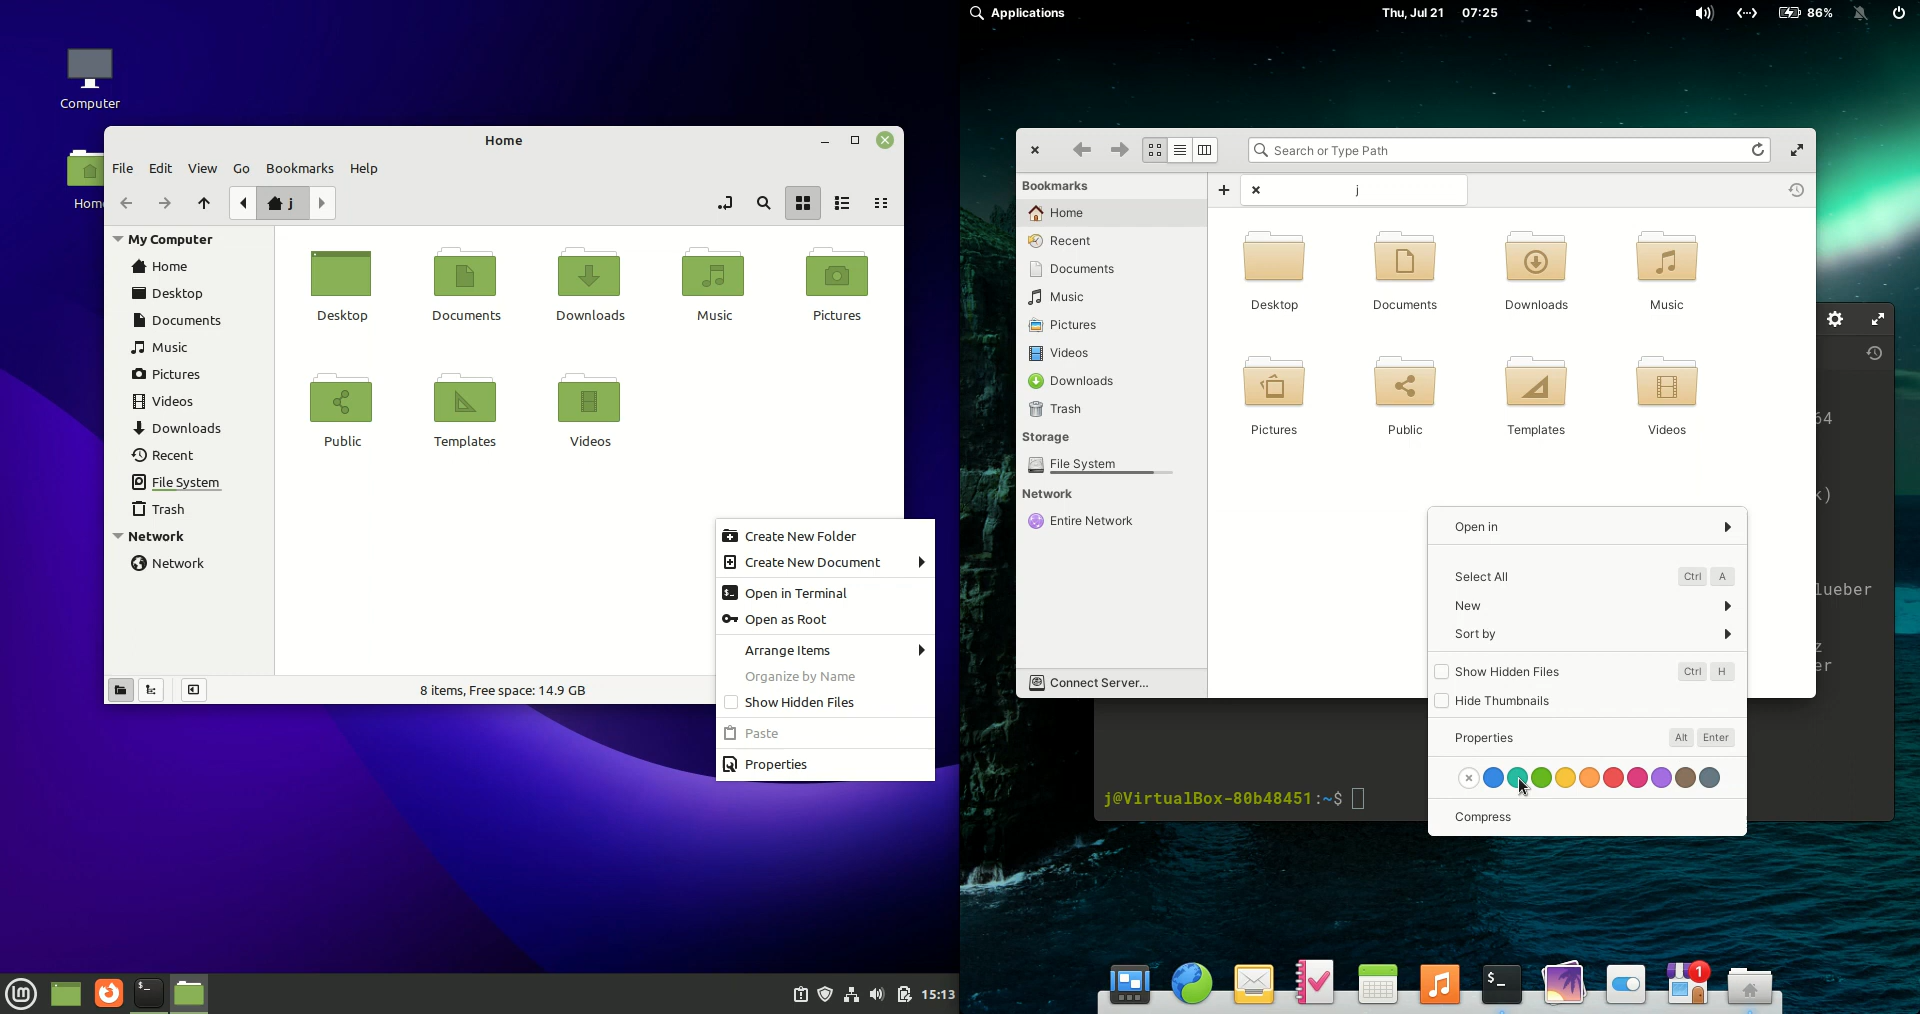 Computer
Hom
Home
File Edit View Go Bookmarks Help
j
My Computer
Home
Desktop
Documents
Music
Pictures
Videos
Downloads
Recent
File System
Trash
Network
Network
Desktop Documents Downloads Music Pictures
Public Templates Videos
8 items, Free space: 14.9 GB
Create New Folder
Create New Document
Open in Terminal
Open as Root
Arrange Items
Organize by Name
Show Hidden Files
Paste
Properties
15:13
Applications
Thu, Jul 21 07:25
86%
Search or Type Path
j
Bookmarks
Home
Recent
Documents
Music
Pictures
Videos
Downloads
Trash
Storage
File System
Network
Entire Network
Connect Server...
Desktop Documents Downloads Music
Pictures Public Templates Videos
Open in
Select All Ctrl A
New
Sort by
Show Hidden Files Ctrl H
Hide Thumbnails
Properties Alt Enter
Compress
64
k)
lueber
z
er
j@VirtualBox-80b48451:~$
1